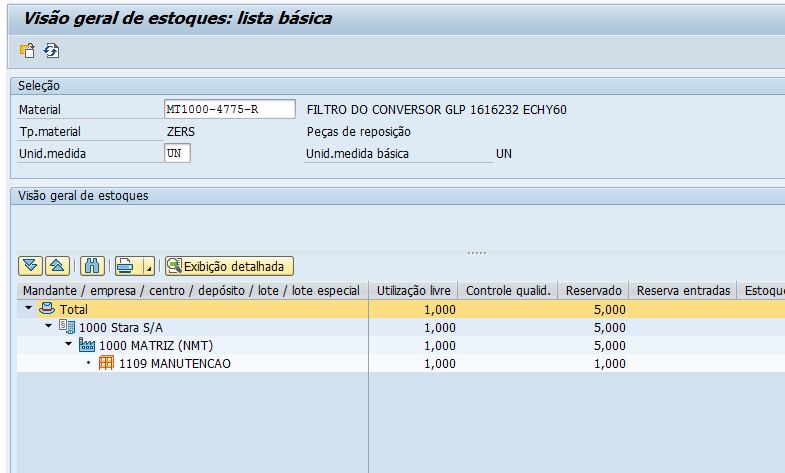 Visão geral de estoques: lista básica
Seleção
Material MT1000-4775-R FILTRO DO CONVERSOR GLP 1616232 ECHY60
Tp.material ZERS Peças de reposição
Unid.medida UN Unid.medida básica UN
Visão geral de estoques
Exibição detalhada
Mandante / empresa / centro / depósito / lote / lote especial Utilização livre Controle qualid. Reservado Reserva entradas Estoqu
Total 1,000 5,000
1000 Stara S/A 1,000 5,000
1000 MATRIZ (NMT) 1,000 5,000
1109 MANUTENCAO 1,000 1,000